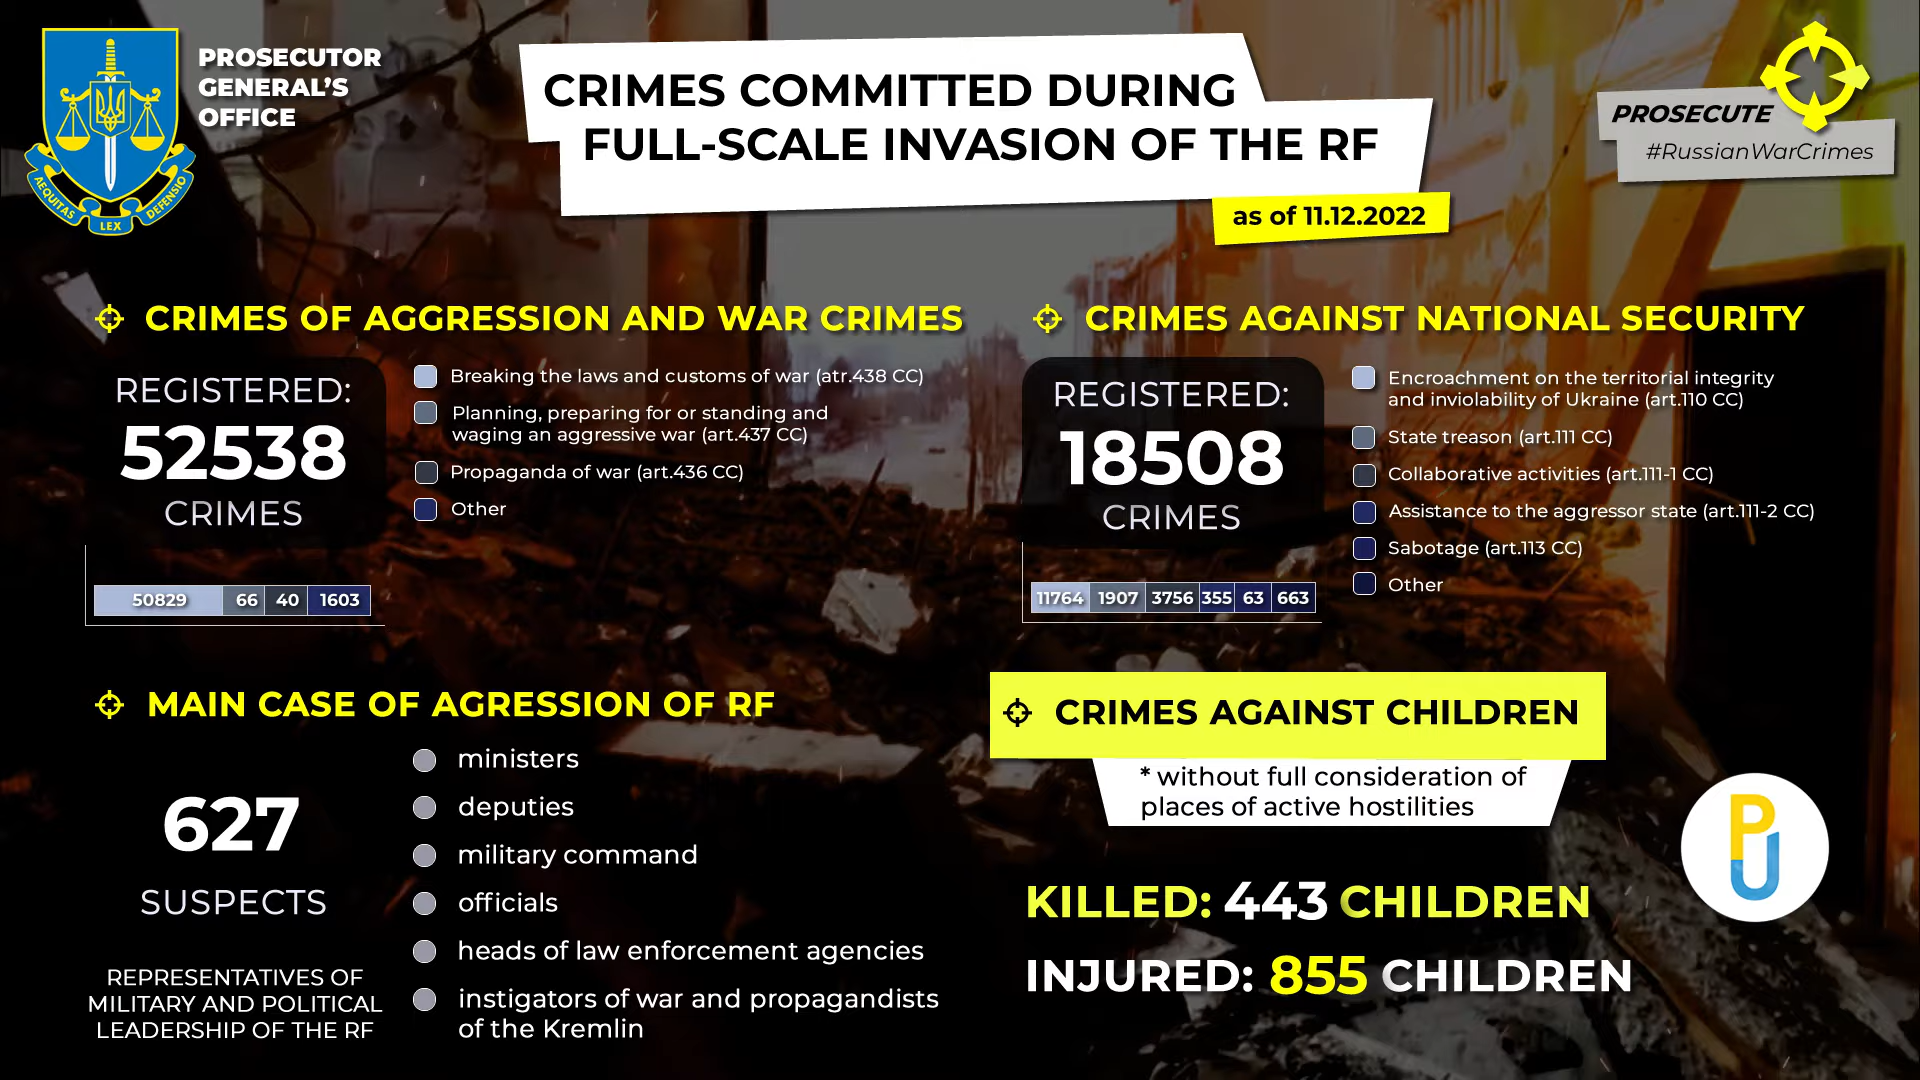 PROSECUTOR
GENERAL'S
OFFICE
AEQUITAS
LEX
DEFENSIO
CRIMES COMMITTED DURING
FULL-SCALE INVASION OF THE RF
as of 11.12.2022
PROSECUTE
#RussianWarCrimes
CRIMES OF AGGRESSION AND WAR CRIMES
REGISTERED:
52538
CRIMES
Breaking the laws and customs of war (atr.438 CC)
Planning, preparing for or standing and
waging an aggressive war (art.437 CC)
Propaganda of war (art.436 CC)
Other
50829 66 40 1603
CRIMES AGAINST NATIONAL SECURITY
REGISTERED:
18508
CRIMES
Encroachment on the territorial integrity
and inviolability of Ukraine (art.110 CC)
State treason (art.111 CC)
Collaborative activities (art.111-1 CC)
Assistance to the aggressor state (art.111-2 CC)
Sabotage (art.113 CC)
Other
11764 1907 3756 355 63 663
MAIN CASE OF AGRESSION OF RF
627
SUSPECTS
REPRESENTATIVES OF
MILITARY AND POLITICAL
LEADERSHIP OF THE RF
ministers
deputies
military command
officials
heads of law enforcement agencies
instigators of war and propagandists
of the Kremlin
CRIMES AGAINST CHILDREN
* without full consideration of
places of active hostilities
KILLED: 443 CHILDREN
INJURED: 855 CHILDREN
PU